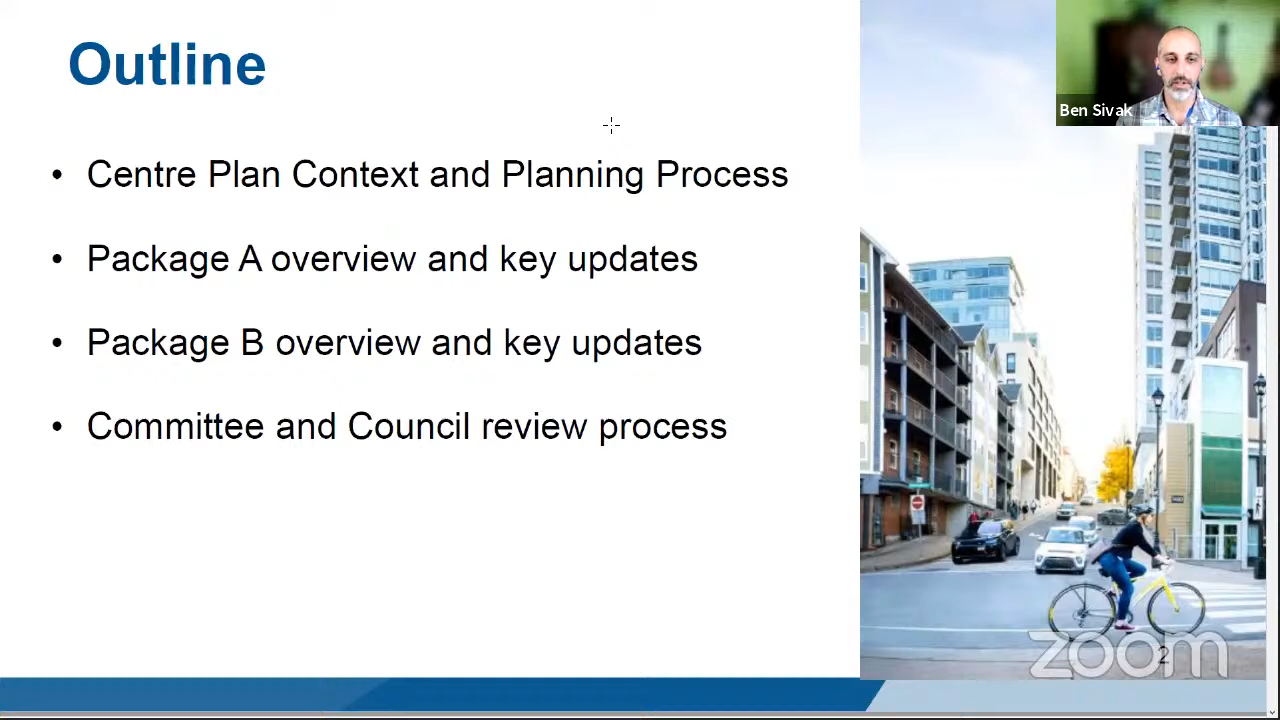 Outline
Ben Sivak
• Centre Plan Context and Planning Process
• Package A overview and key updates
• Package B overview and key updates
• Committee and Council review process
zoom
2